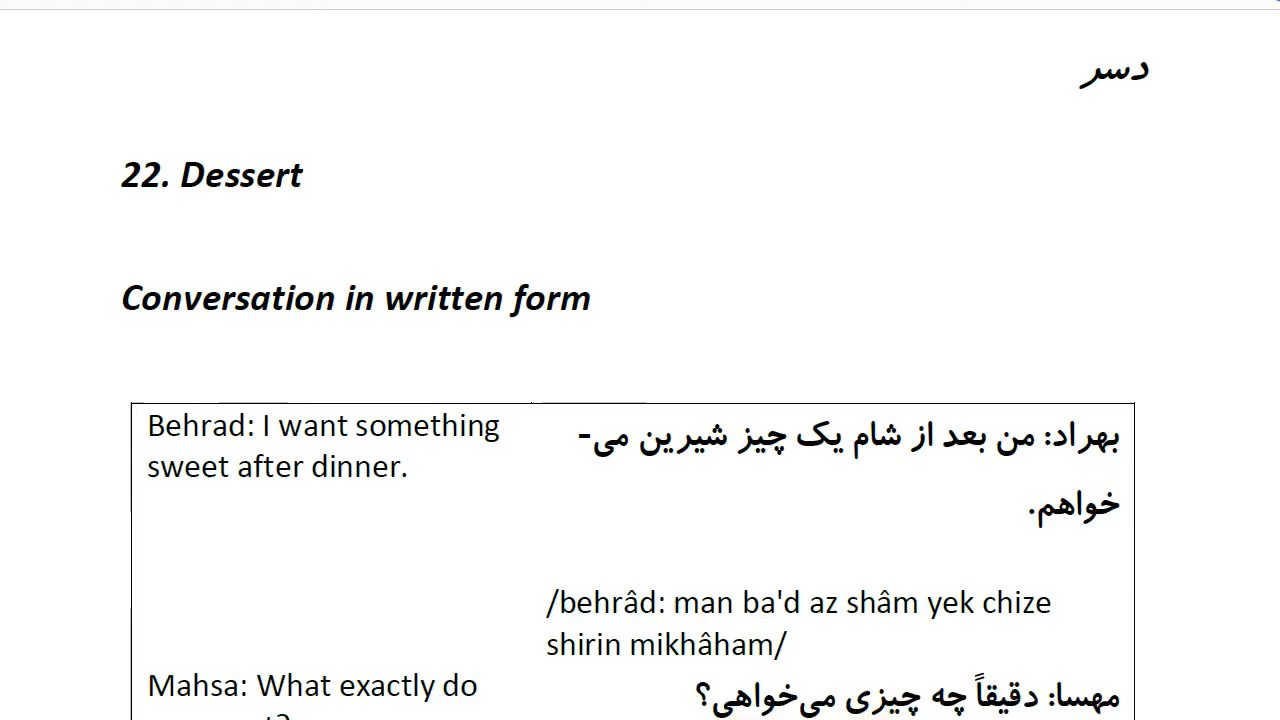 دسر
22. Dessert
Conversation in written form
Behrad: I want something
sweet after dinner.
بهراد: من بعد از شام یک چیز شیرین می-
خواهم.
/behrâd: man ba'd az shâm yek chize
shirin mikhâham/
Mahsa: What exactly do
مهسا: دقیقاً چه چیزی می‌خواهی؟